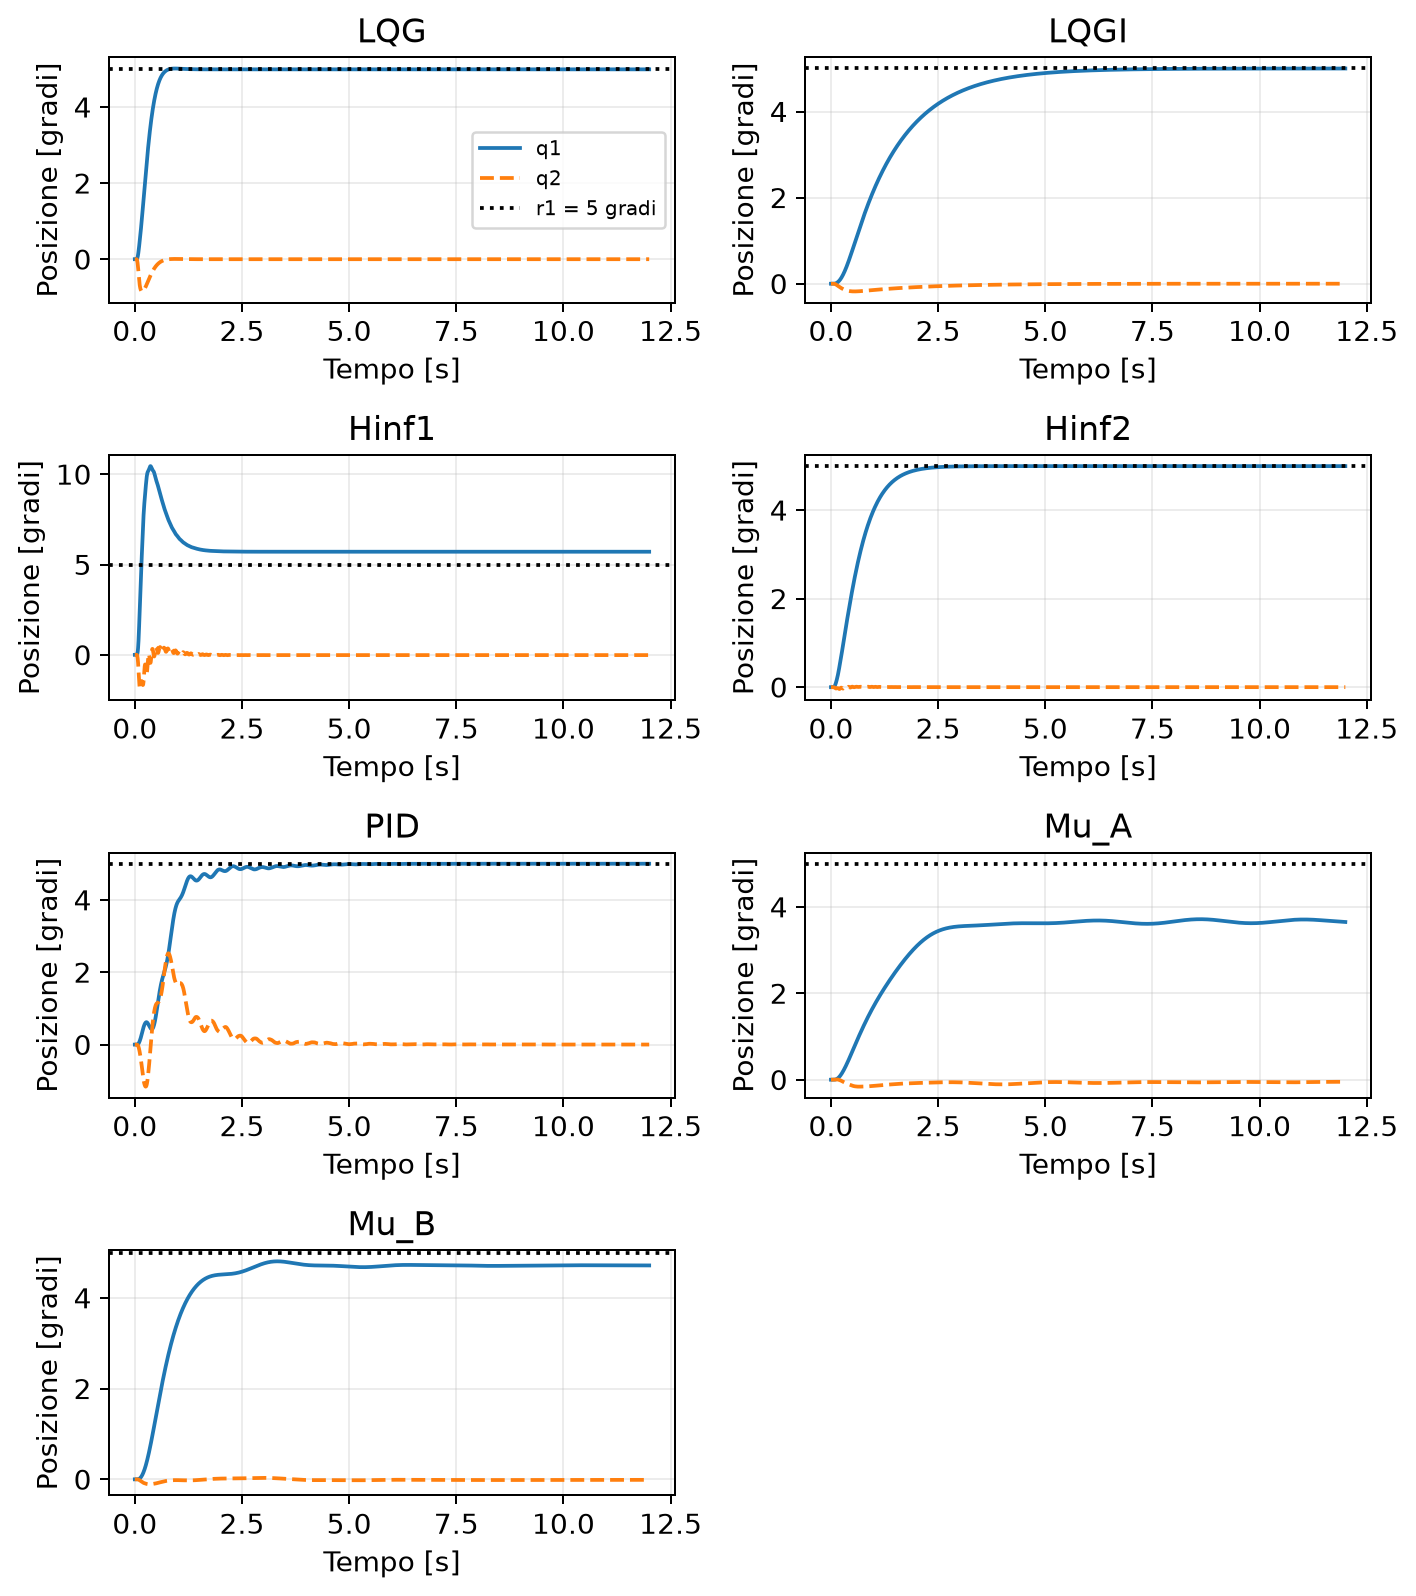 LQG
Posizione [gradi]
4
2
0
q1
q2
r1 = 5 gradi
0.0 2.5 5.0 7.5 10.0 12.5
Tempo [s]
LQGI
Posizione [gradi]
4
2
0
0.0 2.5 5.0 7.5 10.0 12.5
Tempo [s]
Hinf1
Posizione [gradi]
10
5
0
0.0 2.5 5.0 7.5 10.0 12.5
Tempo [s]
Hinf2
Posizione [gradi]
4
2
0
0.0 2.5 5.0 7.5 10.0 12.5
Tempo [s]
PID
Posizione [gradi]
4
2
0
0.0 2.5 5.0 7.5 10.0 12.5
Tempo [s]
Mu_A
Posizione [gradi]
4
2
0
0.0 2.5 5.0 7.5 10.0 12.5
Tempo [s]
Mu_B
Posizione [gradi]
4
2
0
0.0 2.5 5.0 7.5 10.0 12.5
Tempo [s]